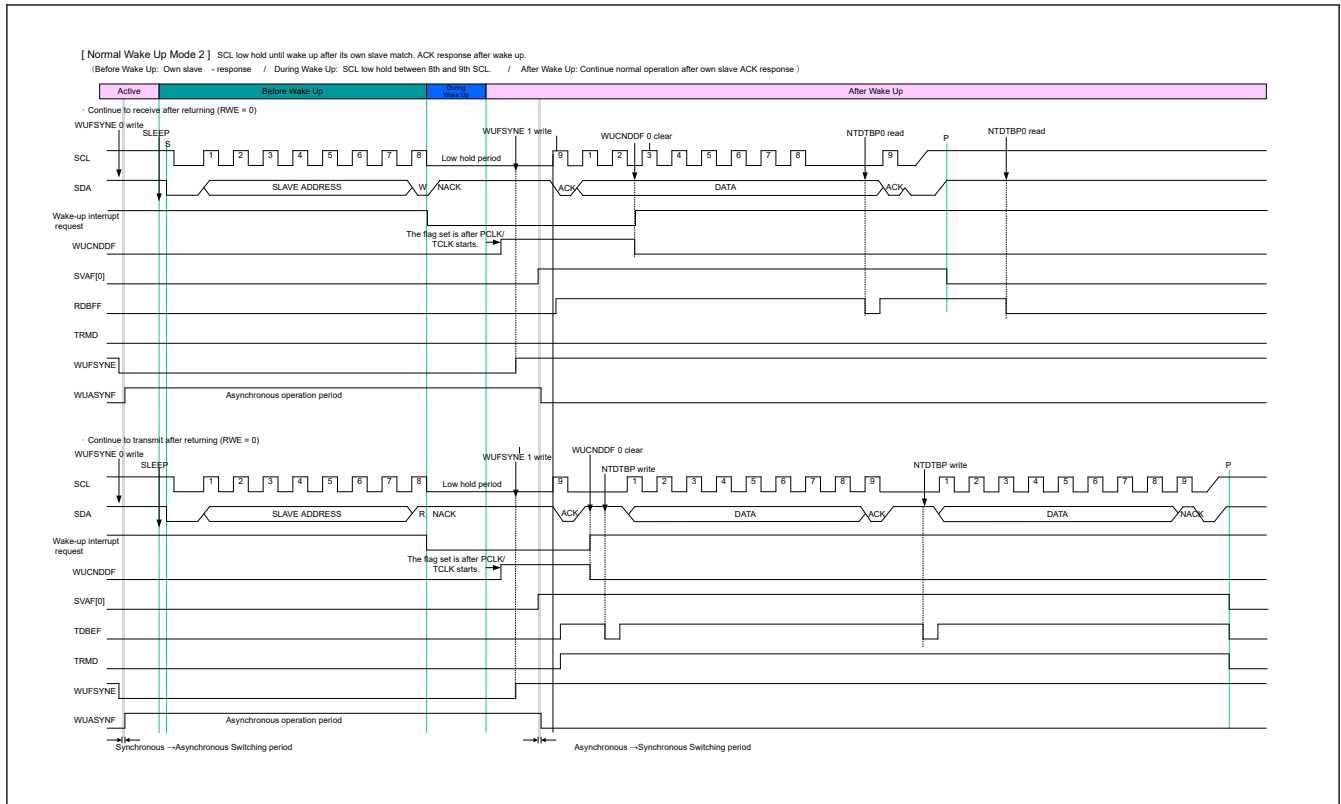 [ Normal Wake Up Mode 2 ] SCL low hold until wake up after its own slave match. ACK response after wake up.
(Before Wake Up: Own slave - response / During Wake Up: SCL low hold between 8th and 9th SCL. / After Wake Up: Continue normal operation after own slave ACK response )
Active Before Wake Up During Wake Up After Wake Up
· Continue to receive after returning (RWE = 0)
WUFSYNE 0 write SLEEP S WUFSYNE 1 write WUCNDDF 0 clear NTDTBP0 read P NTDTBP0 read
SCL 1 2 3 4 5 6 7 8 Low hold period 9 1 2 3 4 5 6 7 8 9
SDA SLAVE ADDRESS W NACK ACK DATA ACK
Wake-up interrupt
request
The flag set is after PCLK/
TCLK starts.
WUCNDDF
SVAF[0]
RDBFF
TRMD
WUFSYNE
WUASYNF Asynchronous operation period
· Continue to transmit after returning (RWE = 0)
WUFSYNE 0 write SLEEP WUFSYNE 1 write WUCNDDF 0 clear NTDTBP write NTDTBP write P
SCL 1 2 3 4 5 6 7 8 Low hold period 9 1 2 3 4 5 6 7 8 9 1 2 3 4 5 6 7 8 9
SDA SLAVE ADDRESS R NACK ACK DATA ACK DATA NACK
Wake-up interrupt
request
The flag set is after PCLK/
TCLK starts.
WUCNDDF
SVAF[0]
TDBEF
TRMD
WUFSYNE
WUASYNF Asynchronous operation period
Synchronous →Asynchronous Switching period Asynchronous →Synchronous Switching period